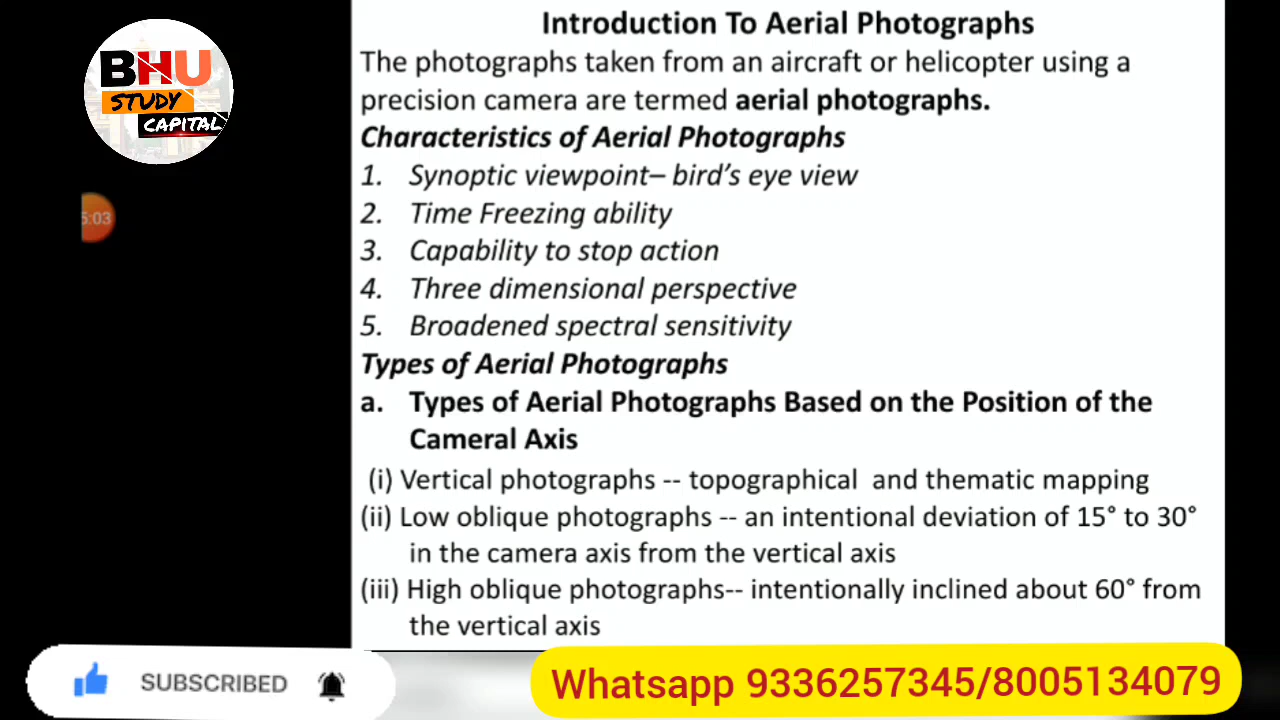 Introduction To Aerial Photographs
The photographs taken from an aircraft or helicopter using a
precision camera are termed aerial photographs.
Characteristics of Aerial Photographs
1. Synoptic viewpoint– bird's eye view
2. Time Freezing ability
3. Capability to stop action
4. Three dimensional perspective
5. Broadened spectral sensitivity
Types of Aerial Photographs
a. Types of Aerial Photographs Based on the Position of the
Cameral Axis
(i) Vertical photographs -- topographical and thematic mapping
(ii) Low oblique photographs -- an intentional deviation of 15° to 30°
in the camera axis from the vertical axis
(iii) High oblique photographs-- intentionally inclined about 60° from
the vertical axis
BHU
STUDY
CAPITAL
5:03
SUBSCRIBED
Whatsapp 9336257345/8005134079